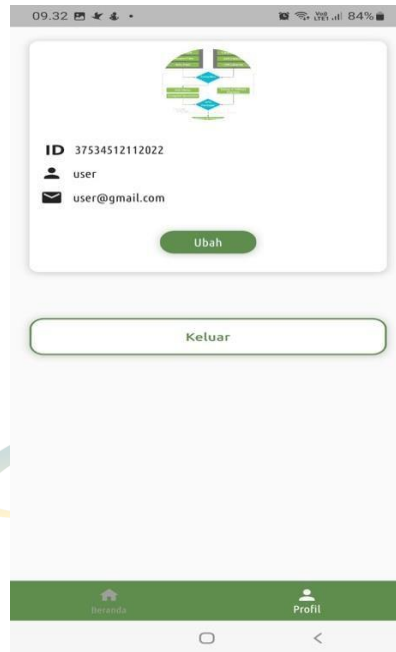 09.32 84%
ID 37534512112022
user
user@gmail.com
Ubah
Keluar
Beranda Profil